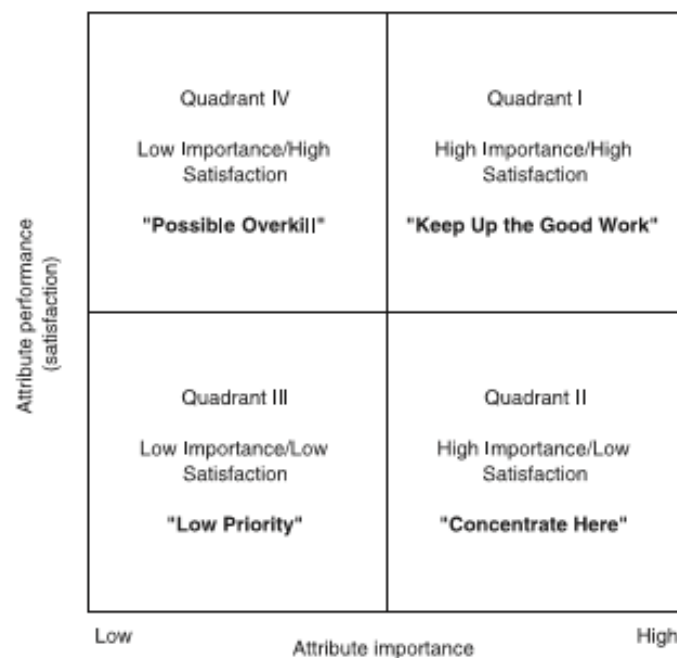 Quadrant IV
Low Importance/High
Satisfaction
"Possible Overkill"
Quadrant I
High Importance/High
Satisfaction
"Keep Up the Good Work"
Attribute performance
(satisfaction)
Quadrant III
Low Importance/Low
Satisfaction
"Low Priority"
Quadrant II
High Importance/Low
Satisfaction
"Concentrate Here"
Low
Attribute importance
High